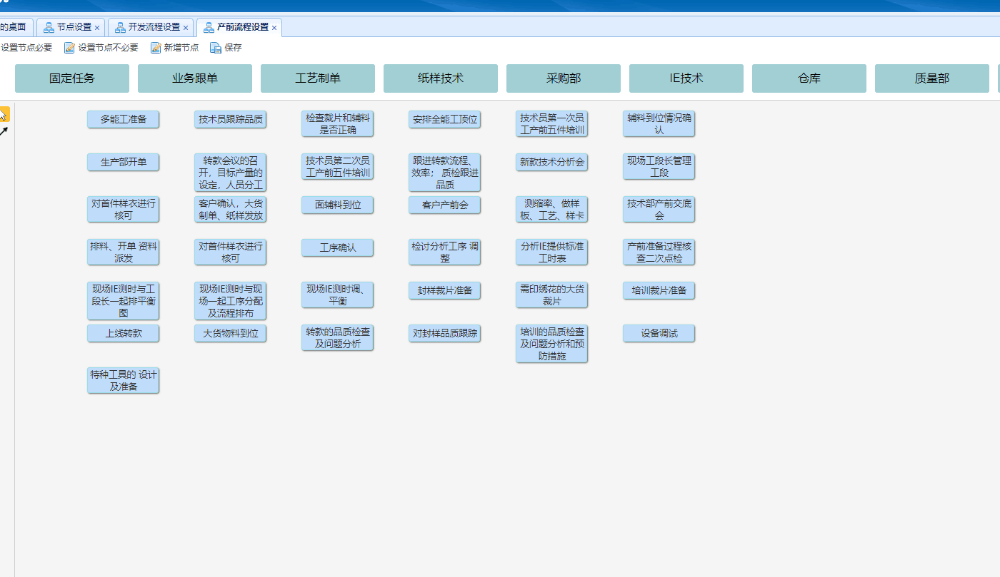 的桌面 节点设置 × 开发流程设置 × 产前流程设置 ×
设置节点必要 设置节点不必要 新增节点 保存
固定任务 业务跟单 工艺制单 纸样技术 采购部 IE技术 仓库 质量部
多能工准备
技术员跟踪品质
检查裁片和辅料
是否正确
安排全能工顶位
技术员第一次员
工产前五件培训
辅料到位情况确
认
生产部开单
转款会议的召
开，目标产量的
设定，人员分工
技术员第二次员
工产前五件培训
跟进转款流程、
效率； 质检跟进
品质
新款技术分析会
现场工段长管理
工段
对首件样衣进行
核可
客户确认，大货
制单、纸样发放
面辅料到位
客户产前会
测缩率、做样
板、工艺、样卡
技术部产前交底
会
排料、开单 资料
派发
对首件样衣进行
核可
工序确认
检讨分析工序 调
整
分析IE提供标准
工时表
产前准备过程核
查二次点检
现场IE测时与工
段长一起排平衡
图
现场IE测时与现
场一起工序分配
及流程排布
现场IE测时调、
平衡
封样裁片准备
需印绣花的大货
裁片
培训裁片准备
上线转款
大货物料到位
转款的品质检查
及问题分析
对封样品质跟踪
培训的品质检查
及问题分析和预
防措施
设备调试
特种工具的 设计
及准备